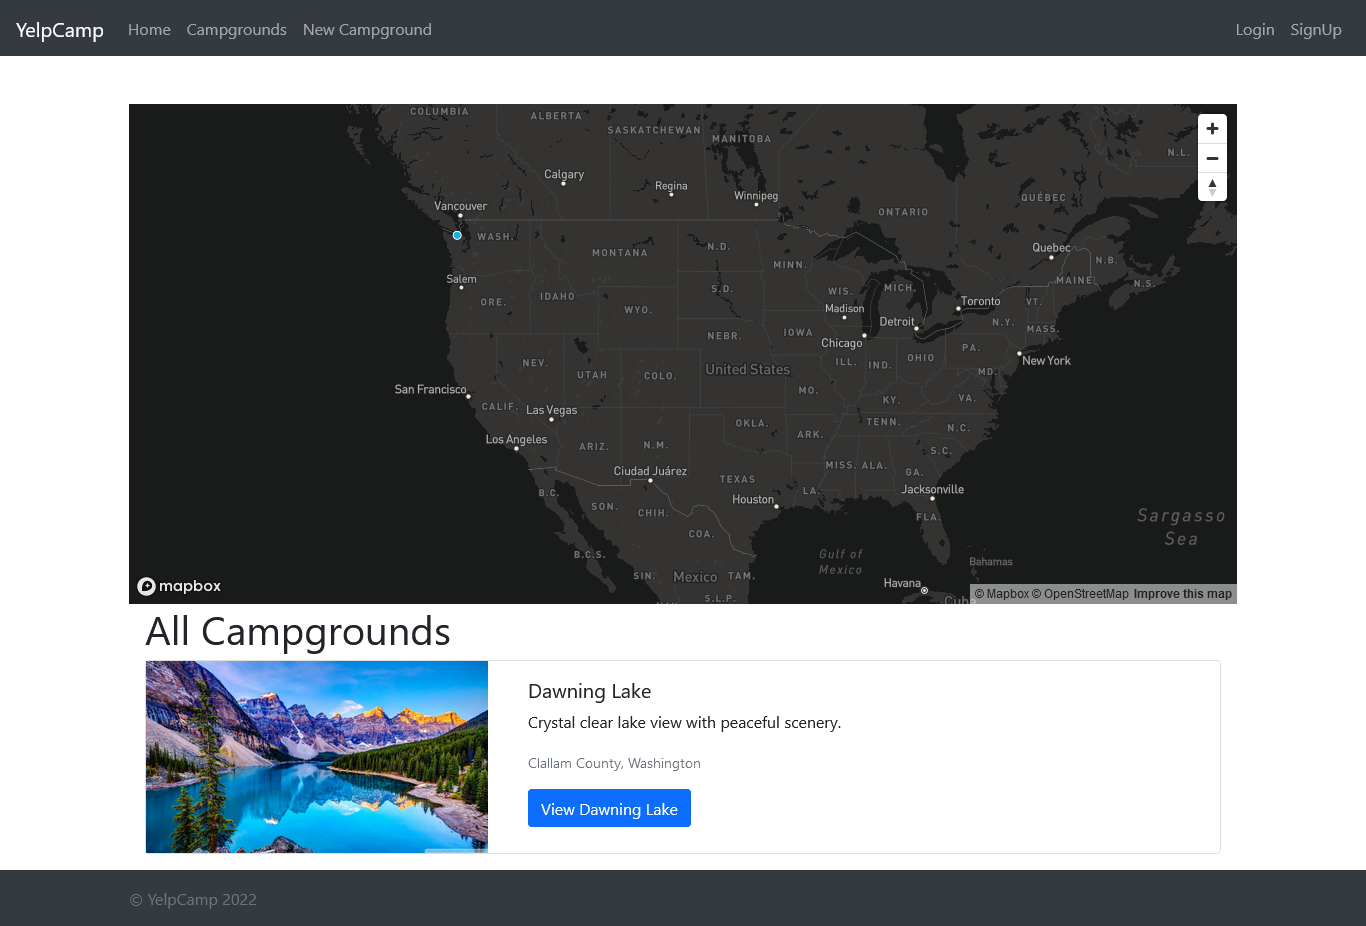 YelpCamp Home Campgrounds New Campground Login SignUp
COLUMBIA
ALBERTA
SASKATCHEWAN
MANITOBA
N.L.
Calgary
Regina
Winnipeg
QUÉBEC
Vancouver
ONTARIO
WASH.
MONTANA
N.D.
Quebec
N.B.
MINN.
Salem
MAINE
N.S.
IDAHO
ORE.
WYO.
S.D.
WIS.
MICH.
Madison
Toronto
VT.
Detroit
N.Y.
MASS.
NEBR.
IOWA
Chicago
PA.
NEV.
UTAH
COLO.
United States
ILL.
IND.
OHIO
New York
MD.
San Francisco
CALIF.
Las Vegas
MO.
KY.
VA.
Los Angeles
ARIZ.
N.M.
OKLA.
ARK.
TENN.
N.C.
S.C.
Ciudad Juárez
TEXAS
MISS.
ALA.
GA.
B.C.
SON.
CHIH.
Houston
LA.
Jacksonville
FLA.
Sargasso
Sea
COA.
B.C.S.
Gulf of
Mexico
Bahamas
SIN.
Mexico
TAM.
Havana
S.L.P.
Cuba
mapbox
© Mapbox © OpenStreetMap Improve this map
All Campgrounds
Dawning Lake
Crystal clear lake view with peaceful scenery.
Clallam County, Washington
View Dawning Lake
© YelpCamp 2022